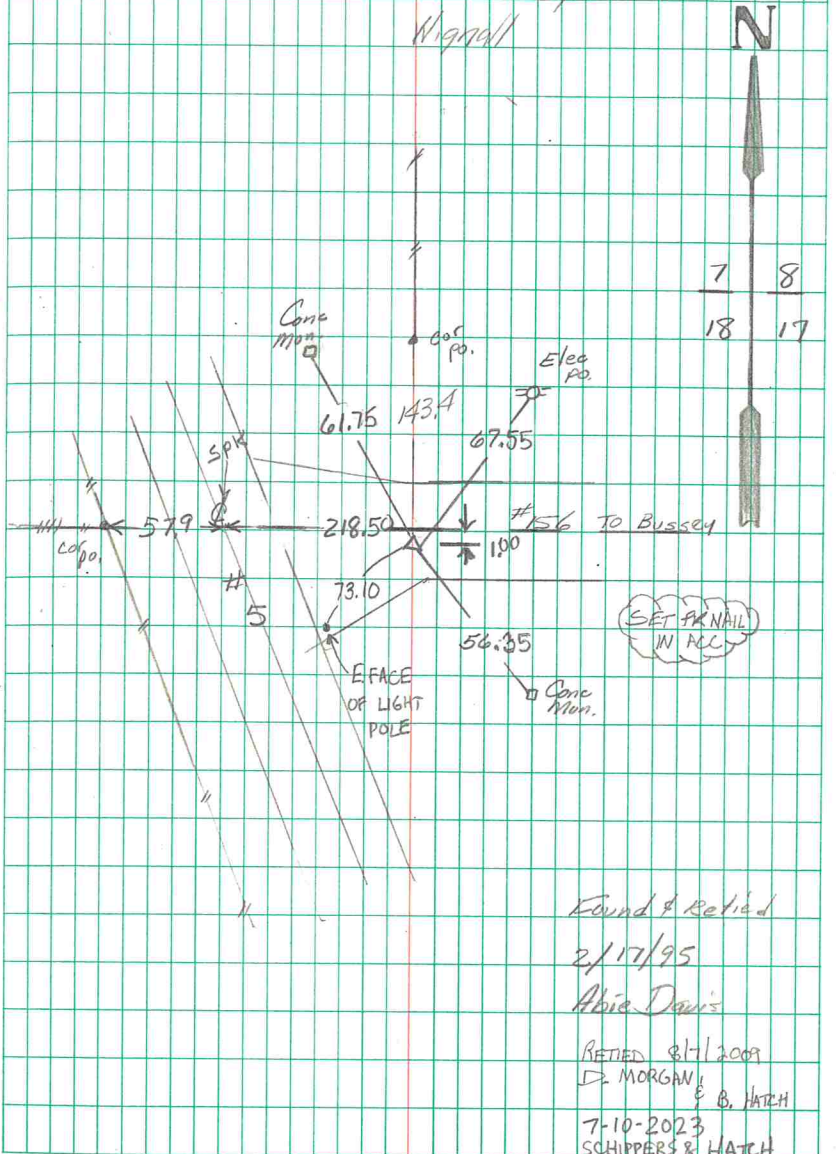 N
7 8
18 17
Conc
Mon.
cor
po.
Elec
po.
61.75
143.4
67.55
SPK
℄
57.9
218.50
#156 TO BUSSEY
1.00
cor
po.
73.10
#
5
56.35
SET PK NAIL
IN ACC
E FACE
OF LIGHT
POLE
Conc
Mon.
Found & Retied
2/17/95
Abie Davis
RETIED 8/7/2009
D. MORGAN
& B. HATCH
7-10-2023
SCHIPPERS & HATCH